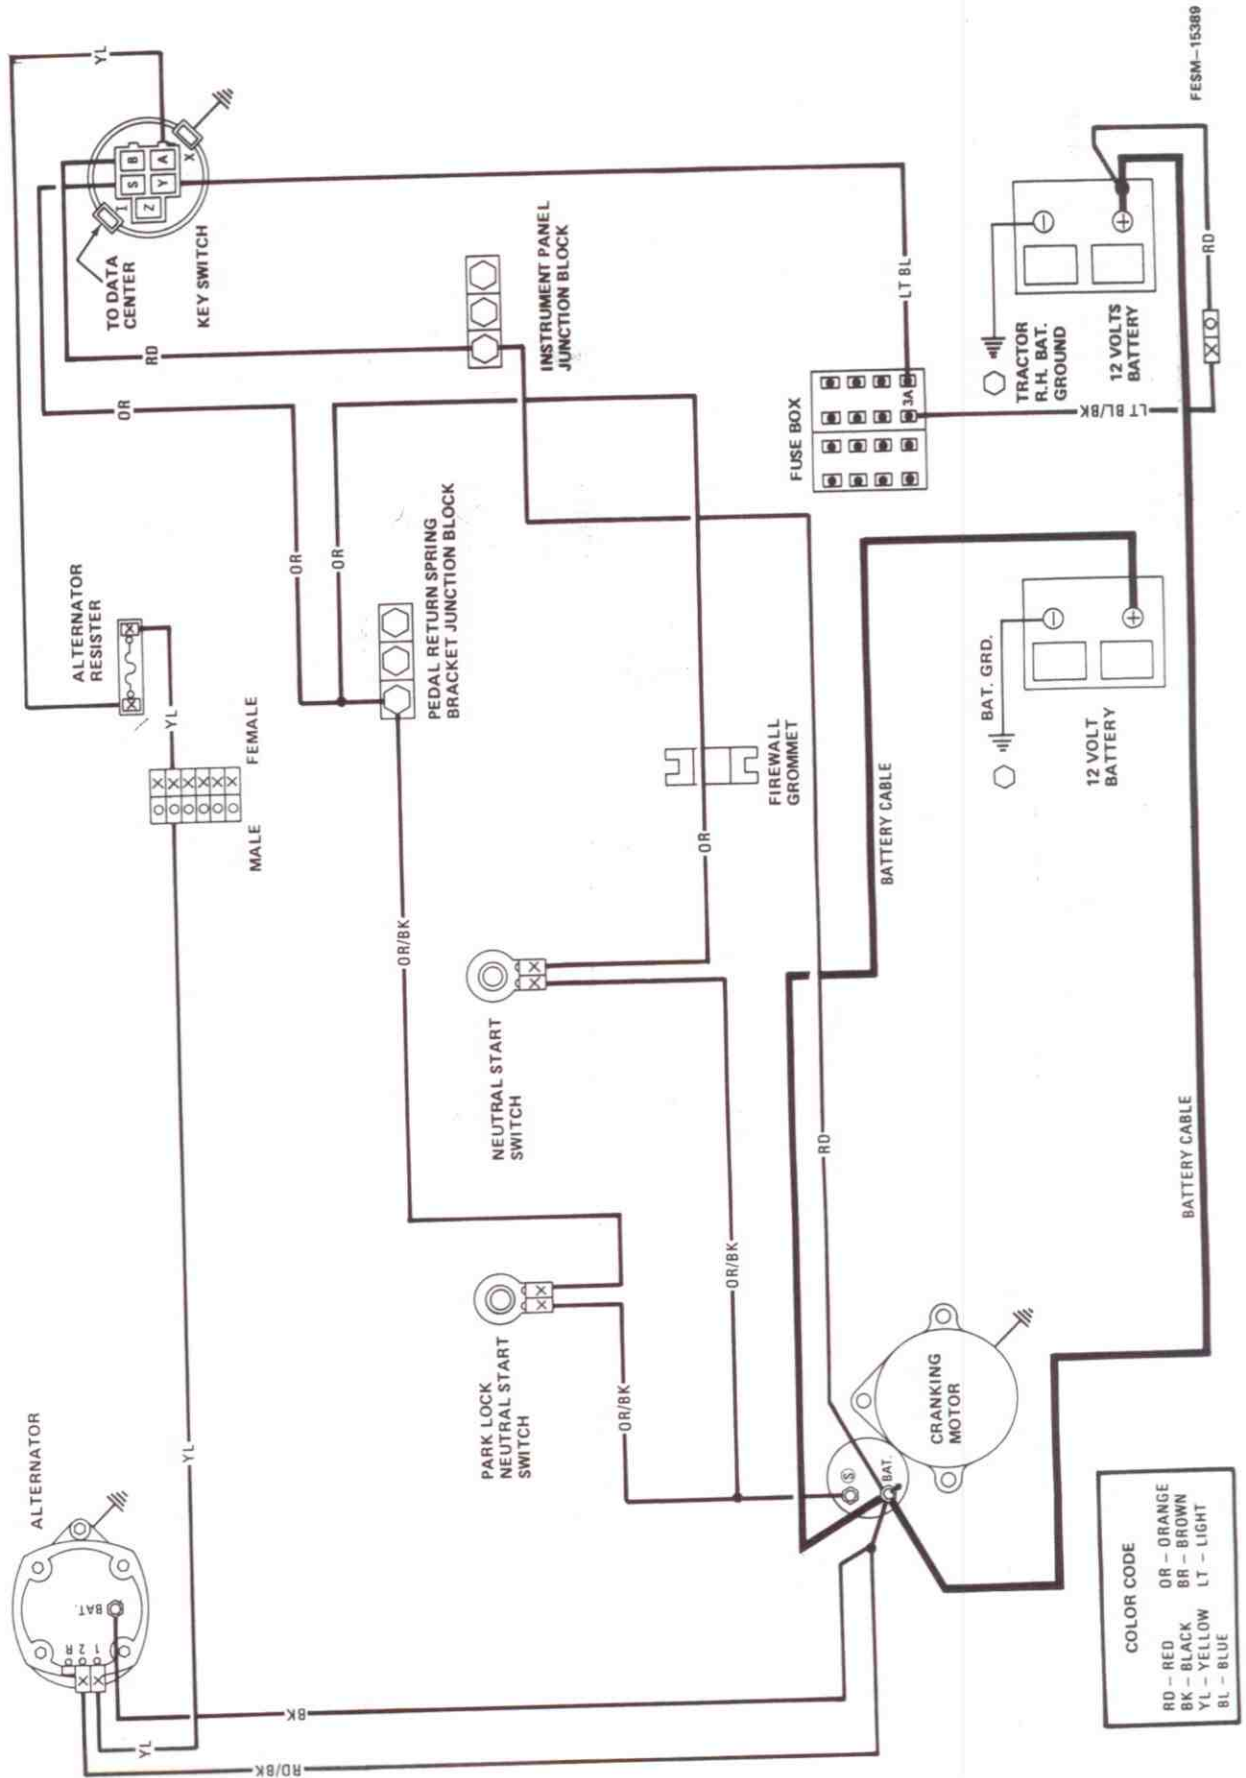 ALTERNATOR
BAT.
1 2 R
YL
RD/BK
BK
YL
MALE
FEMALE
YL
ALTERNATOR
RESISTER
YL
TO DATA
CENTER
KEY SWITCH
I
B
S
A
Y
Z
X
OR
RD
OR
OR
INSTRUMENT PANEL
JUNCTION BLOCK
PEDAL RETURN SPRING
BRACKET JUNCTION BLOCK
OR/BK
NEUTRAL START
SWITCH
PARK LOCK
NEUTRAL START
SWITCH
OR/BK
OR/BK
OR
FIREWALL
GROMMET
FUSE BOX
3A
LT BL
LT BL/BK
RD
BATTERY CABLE
S
BAT.
CRANKING
MOTOR
BAT. GRD.
12 VOLT
BATTERY
TRACTOR
R.H. BAT.
GROUND
12 VOLTS
BATTERY
RD
BATTERY CABLE
COLOR CODE
RD – RED OR – ORANGE
BK – BLACK BR – BROWN
YL – YELLOW LT – LIGHT
BL – BLUE
FESM-15389